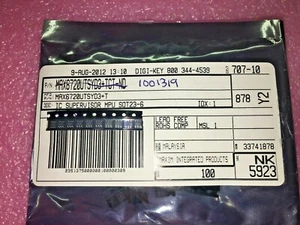 9-AUG-2012 13 10 DIGI-KEY 800 344-4539
707-10
P/N MAX6720UTSYD3+TCT-ND 1001319
MAX6720UTSYD3+T
IC SUPERVISOR MPU SOT23-6
IDX: 1
878
Y2
LEAD FREE
ROHS COMP
MSL 1
MALAYSIA
33741878
MAXIM INTEGRATED PRODUCTS
100
NK
5923